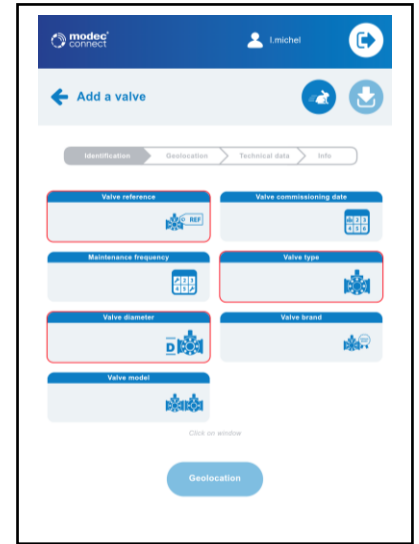 modec
connect
l.michel
Add a valve
Identification
Geolocation
Technical data
Info
Valve reference
Valve commissioning date
REF
Maintenance frequency
Valve type
Valve diameter
Valve brand
D
Valve model
Click on window
Geolocation